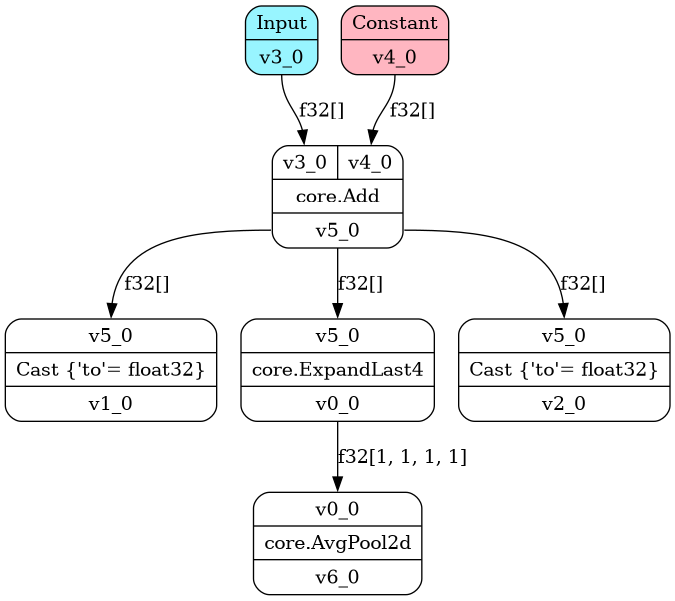 Input
v3_0
Constant
v4_0
f32[]
f32[]
v3_0
v4_0
core.Add
v5_0
f32[]
f32[]
f32[]
v5_0
Cast {'to'= float32}
v1_0
v5_0
core.ExpandLast4
v0_0
v5_0
Cast {'to'= float32}
v2_0
f32[1, 1, 1, 1]
v0_0
core.AvgPool2d
v6_0